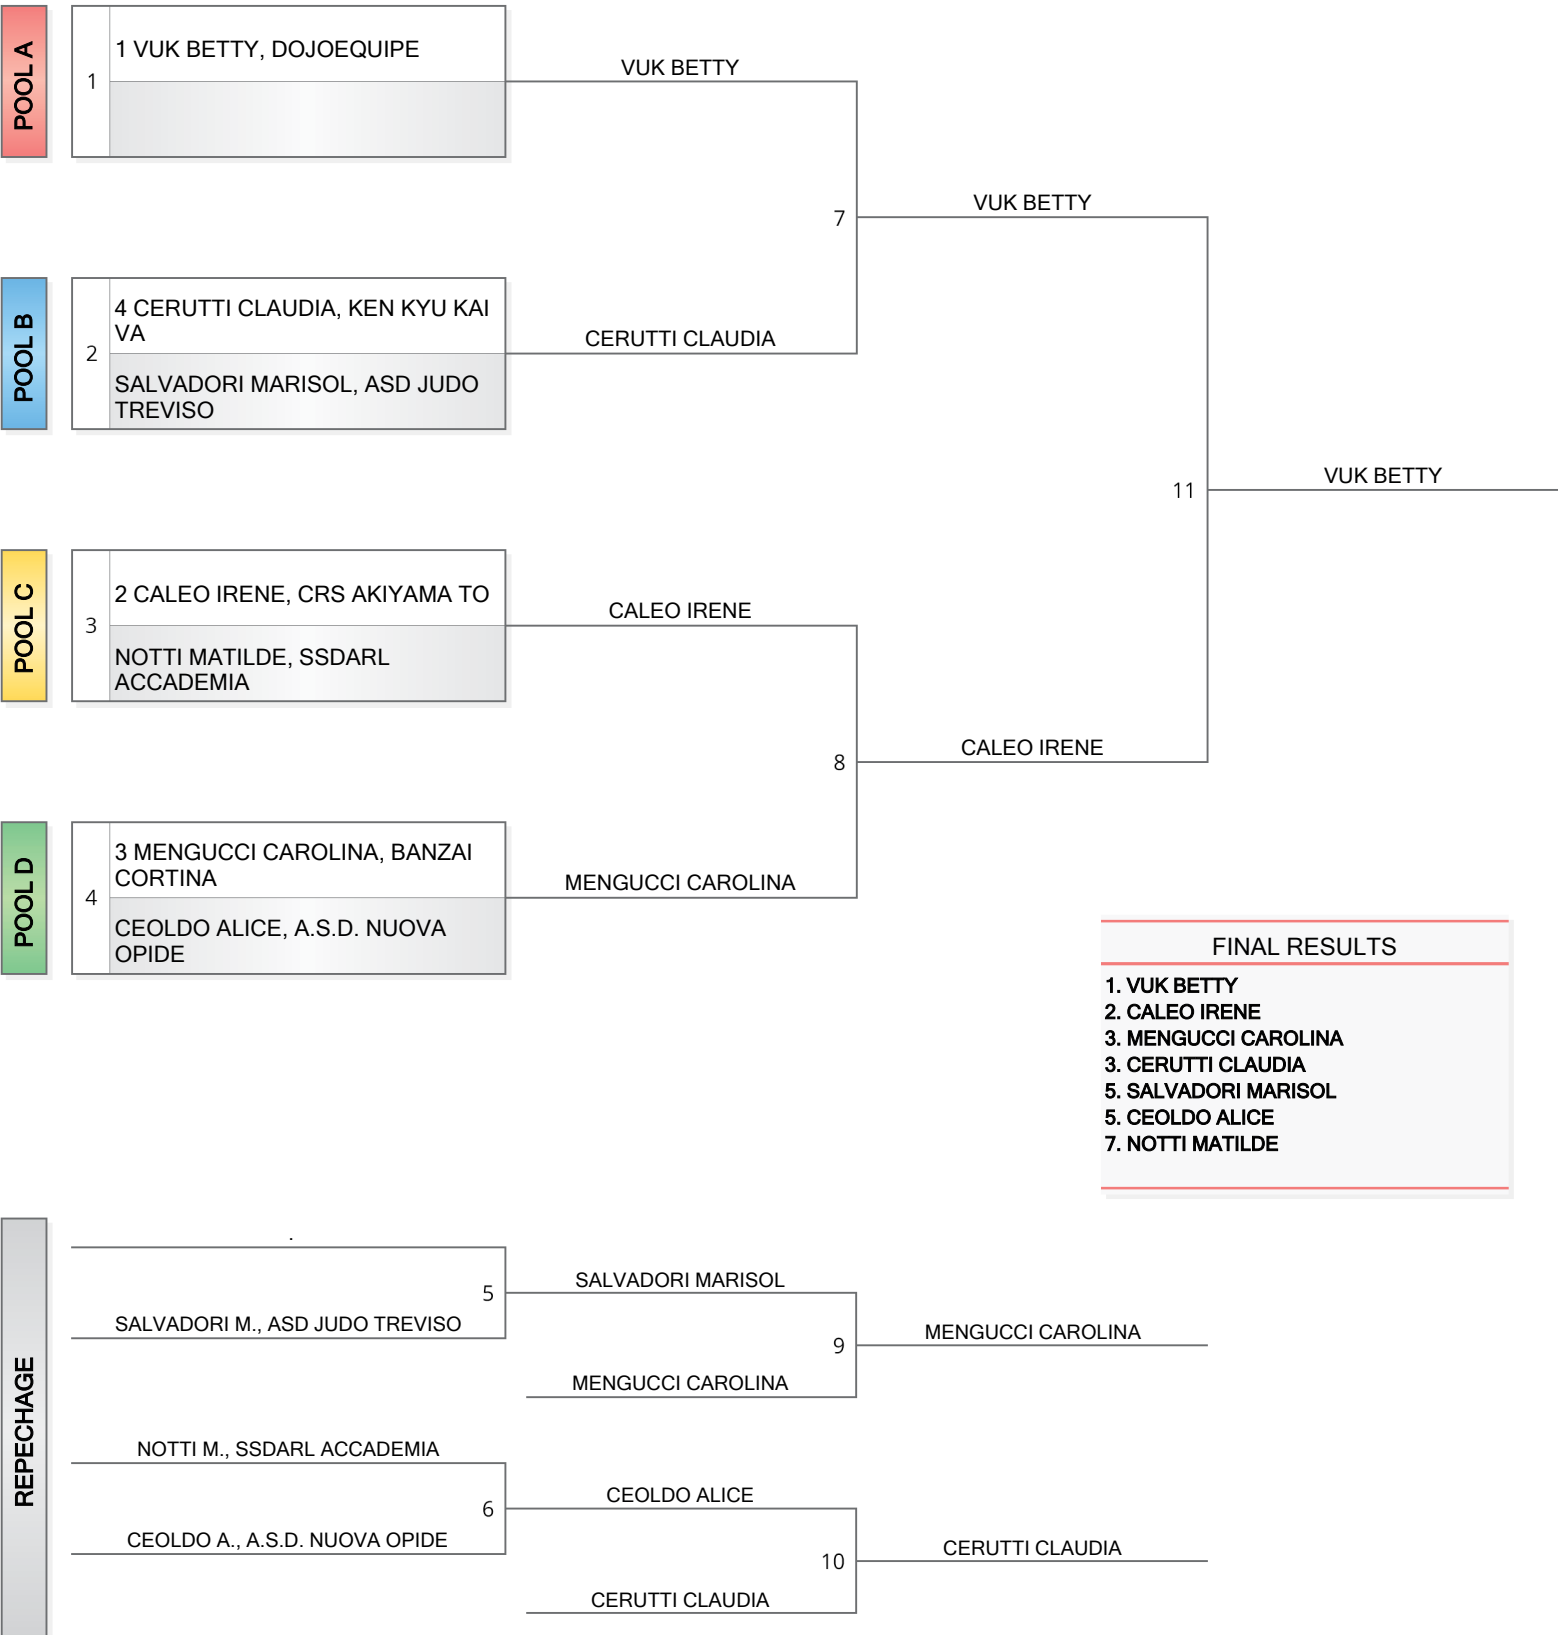 POOL A
1
1 VUK BETTY, DOJOEQUIPE
VUK BETTY
7
VUK BETTY
POOL B
2
4 CERUTTI CLAUDIA, KEN KYU KAI
VA
SALVADORI MARISOL, ASD JUDO
TREVISO
CERUTTI CLAUDIA
11
VUK BETTY
POOL C
3
2 CALEO IRENE, CRS AKIYAMA TO
NOTTI MATILDE, SSDARL
ACCADEMIA
CALEO IRENE
8
CALEO IRENE
POOL D
4
3 MENGUCCI CAROLINA, BANZAI
CORTINA
CEOLDO ALICE, A.S.D. NUOVA
OPIDE
MENGUCCI CAROLINA
FINAL RESULTS
1. VUK BETTY
2. CALEO IRENE
3. MENGUCCI CAROLINA
3. CERUTTI CLAUDIA
5. SALVADORI MARISOL
5. CEOLDO ALICE
7. NOTTI MATILDE
REPECHAGE
.
5
SALVADORI M., ASD JUDO TREVISO
SALVADORI MARISOL
9
MENGUCCI CAROLINA
MENGUCCI CAROLINA
NOTTI M., SSDARL ACCADEMIA
6
CEOLDO A., A.S.D. NUOVA OPIDE
CEOLDO ALICE
10
CERUTTI CLAUDIA
CERUTTI CLAUDIA